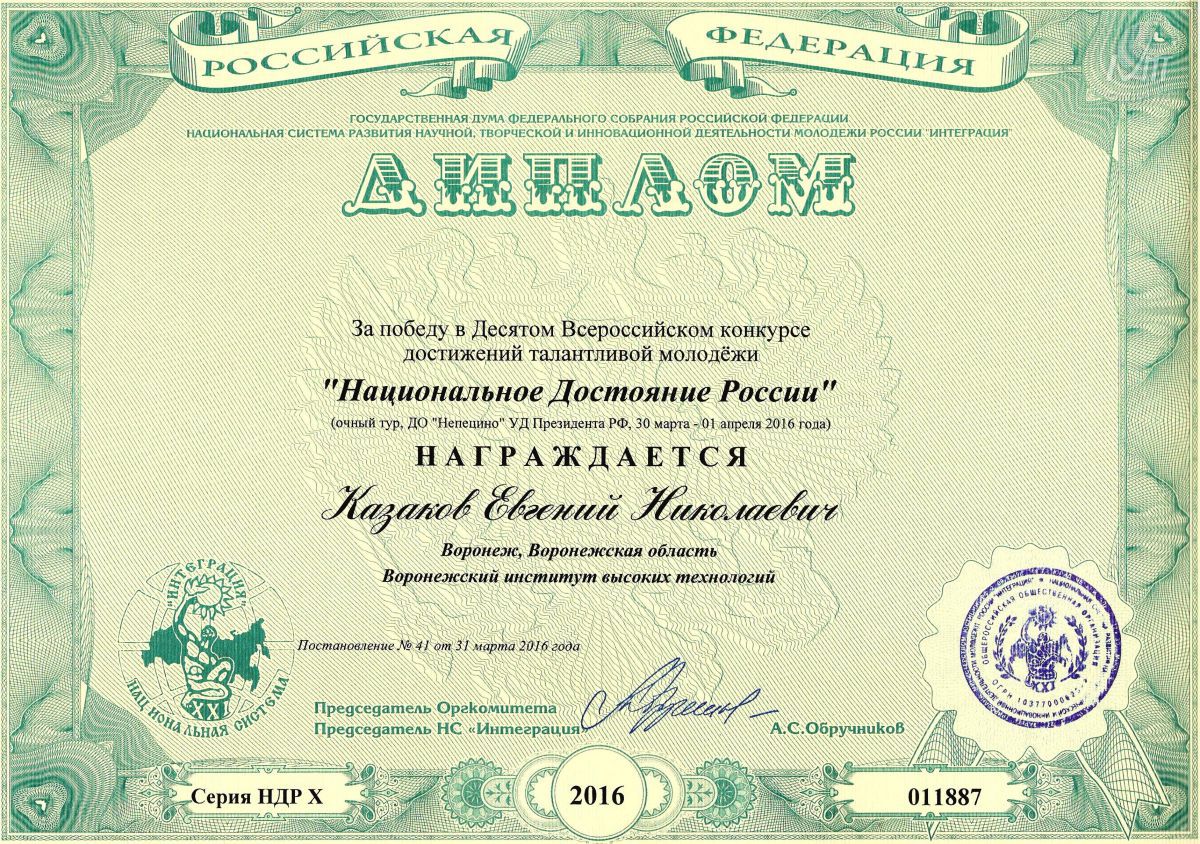 РОССИЙСКАЯ ФЕДЕРАЦИЯ
ГОСУДАРСТВЕННАЯ ДУМА ФЕДЕРАЛЬНОГО СОБРАНИЯ РОССИЙСКОЙ ФЕДЕРАЦИИ
НАЦИОНАЛЬНАЯ СИСТЕМА РАЗВИТИЯ НАУЧНОЙ, ТВОРЧЕСКОЙ И ИННОВАЦИОННОЙ ДЕЯТЕЛЬНОСТИ МОЛОДЕЖИ РОССИИ "ИНТЕГРАЦИЯ"
ДИПЛОМ
За победу в Десятом Всероссийском конкурсе
достижений талантливой молодёжи
"Национальное Достояние России"
(очный тур, ДО "Непецино" УД Президента РФ, 30 марта - 01 апреля 2016 года)
НАГРАЖДАЕТСЯ
Казаков Евгений Николаевич
Воронеж, Воронежская область
Воронежский институт высоких технологий
"ИНТЕГРАЦИЯ"
XXI
НАЦИОНАЛЬНАЯ СИСТЕМА
ОБЩЕРОССИЙСКАЯ ОБЩЕСТВЕННАЯ ОРГАНИЗАЦИЯ
XXI
Постановление № 41 от 31 марта 2016 года
Председатель Оргкомитета
Председатель НС «Интеграция»
А.С.Обручников
Серия НДР X
2016
011887